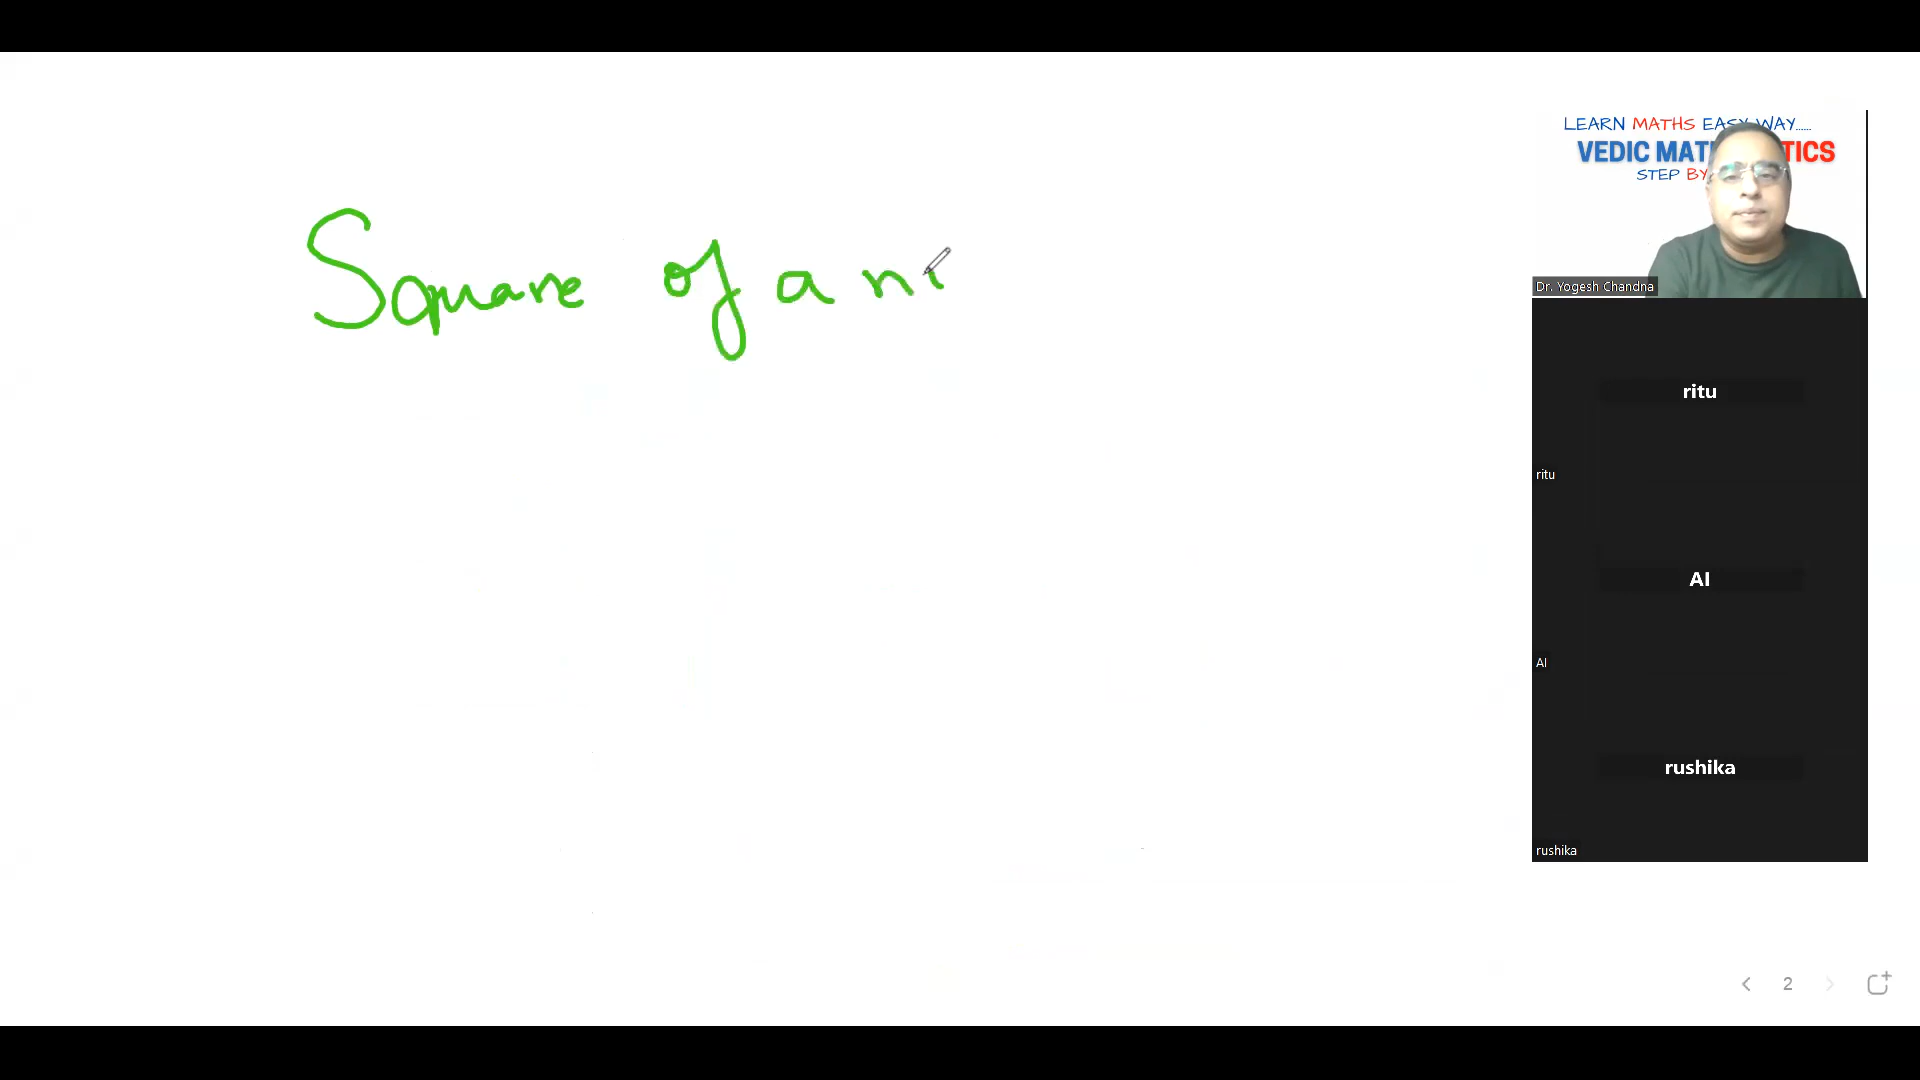 LEARN MATHS EASY WAY......
VEDIC MAT TICS
STEP BY
Square of a n
Dr. Yogesh Chandna
ritu
ritu
AI
AI
rushika
rushika
2